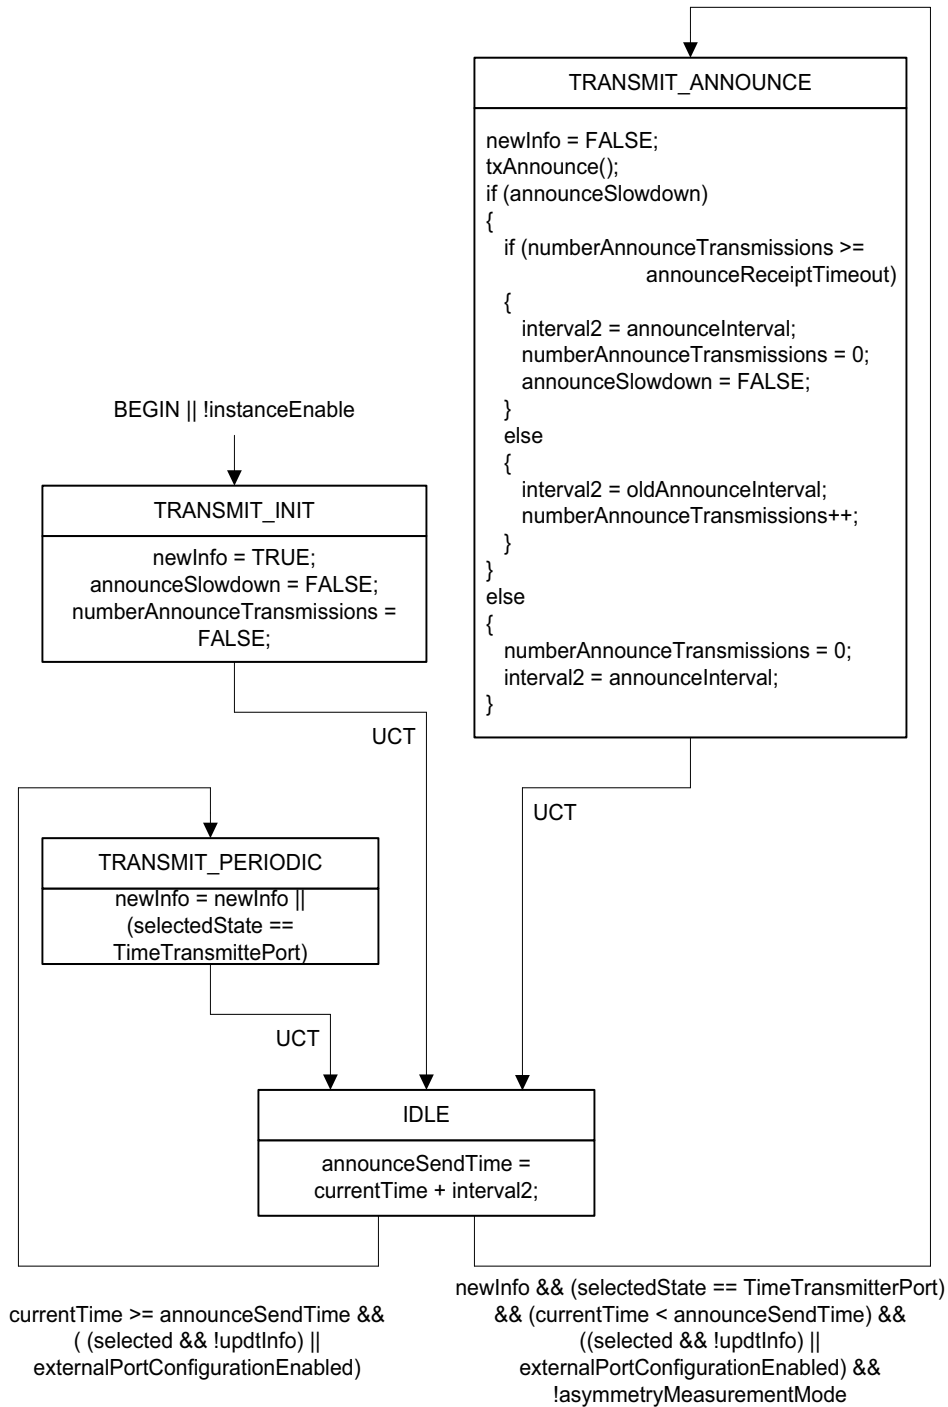 TRANSMIT_ANNOUNCE
newInfo = FALSE;
txAnnounce();
if (announceSlowdown)
{
if (numberAnnounceTransmissions >=
announceReceiptTimeout)
{
interval2 = announceInterval;
numberAnnounceTransmissions = 0;
announceSlowdown = FALSE;
}
else
{
interval2 = oldAnnounceInterval;
numberAnnounceTransmissions++;
}
}
else
{
numberAnnounceTransmissions = 0;
interval2 = announceInterval;
}
UCT
BEGIN || !instanceEnable
TRANSMIT_INIT
newInfo = TRUE;
announceSlowdown = FALSE;
numberAnnounceTransmissions =
FALSE;
UCT
TRANSMIT_PERIODIC
newInfo = newInfo ||
(selectedState ==
TimeTransmittePort)
UCT
IDLE
announceSendTime =
currentTime + interval2;
currentTime >= announceSendTime &&
( (selected && !updtInfo) ||
externalPortConfigurationEnabled)
newInfo && (selectedState == TimeTransmitterPort)
&& (currentTime < announceSendTime) &&
((selected && !updtInfo) ||
externalPortConfigurationEnabled) &&
!asymmetryMeasurementMode